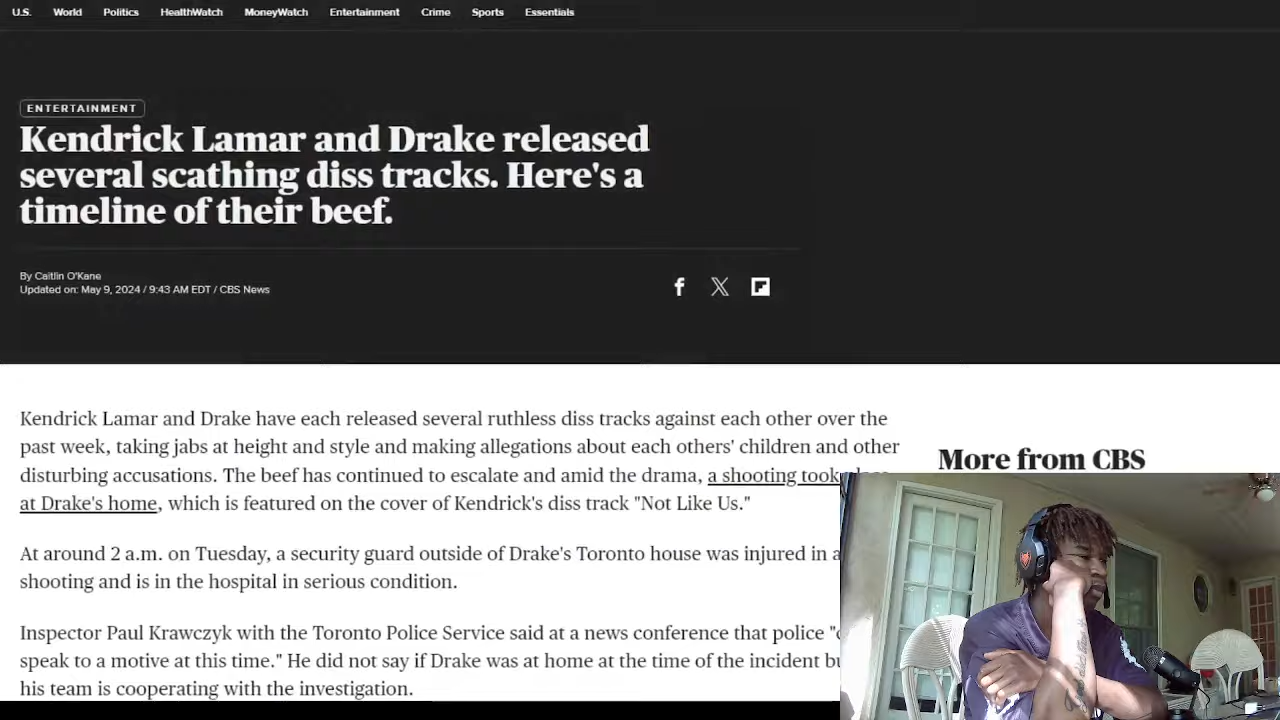 U.S. World Politics HealthWatch MoneyWatch Entertainment Crime Sports Essentials
ENTERTAINMENT
Kendrick Lamar and Drake released
several scathing diss tracks. Here's a
timeline of their beef.
By Caitlin O'Kane
Updated on: May 9, 2024 / 9:43 AM EDT / CBS News
Kendrick Lamar and Drake have each released several ruthless diss tracks against each other over the
past week, taking jabs at height and style and making allegations about each others' children and other
disturbing accusations. The beef has continued to escalate and amid the drama, a shooting took
at Drake's home, which is featured on the cover of Kendrick's diss track "Not Like Us."
At around 2 a.m. on Tuesday, a security guard outside of Drake's Toronto house was injured in a
shooting and is in the hospital in serious condition.
Inspector Paul Krawczyk with the Toronto Police Service said at a news conference that police
speak to a motive at this time." He did not say if Drake was at home at the time of the incident
his team is cooperating with the investigation.
More from CBS